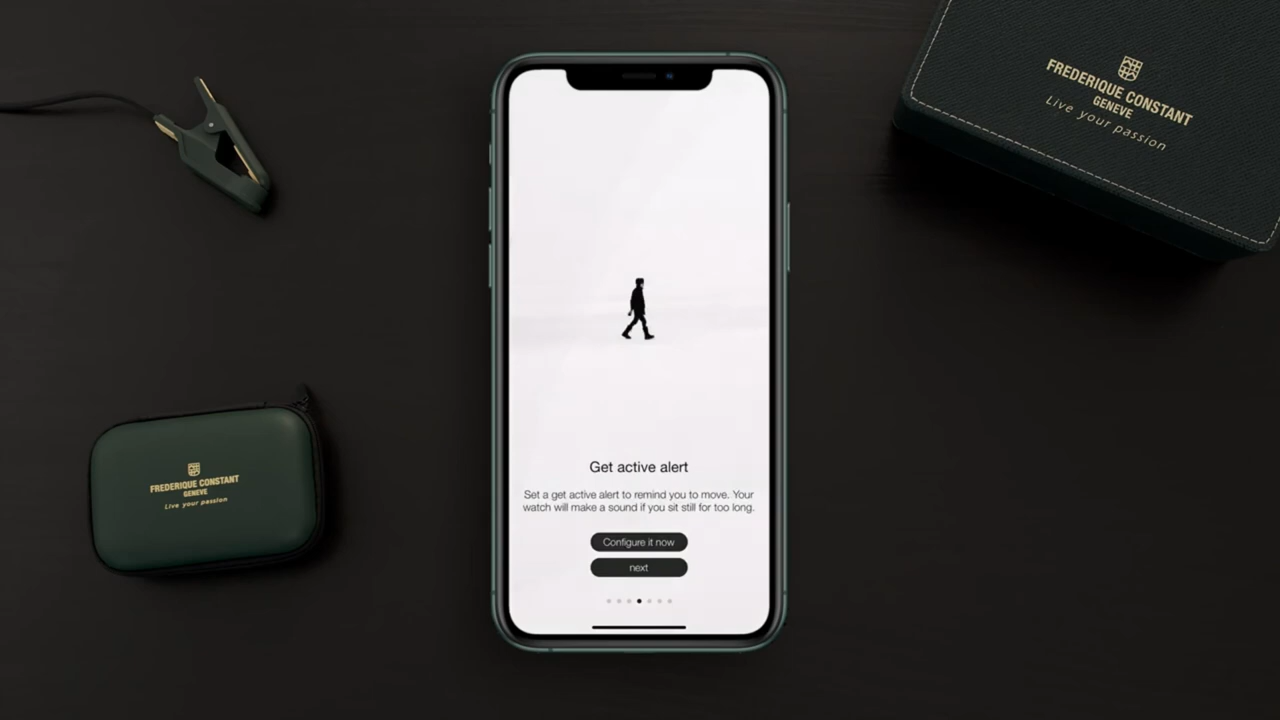 FREDERIQUE CONSTANT
GENEVE
Live your passion
Get active alert
Set a get active alert to remind you to move. Your
watch will make a sound if you sit still for too long.
Configure it now
next
FREDERIQUE CONSTANT
GENEVE
Live your passion